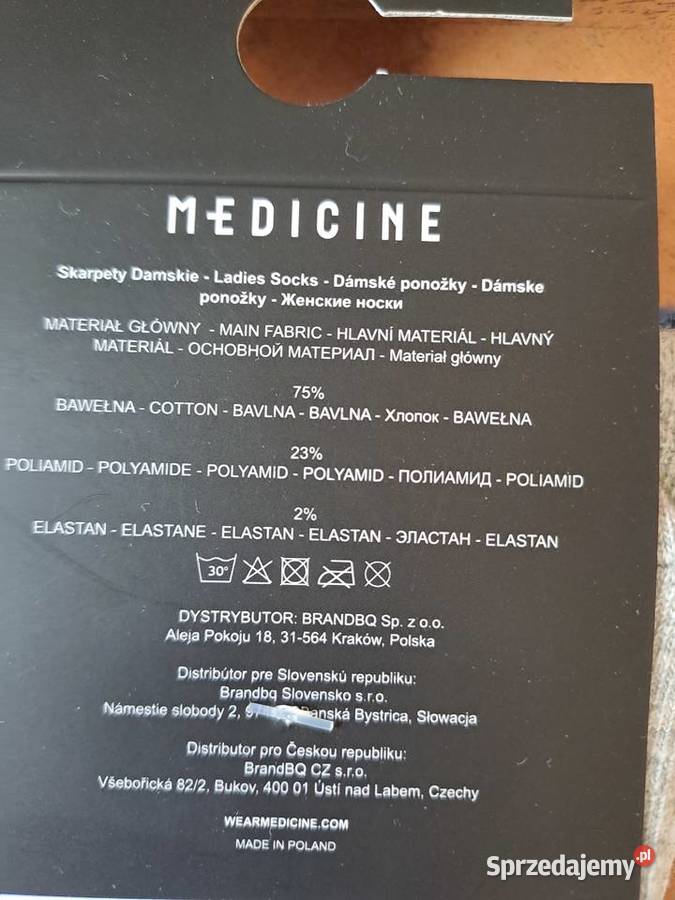 MEDICINE
Skarpety Damskie - Ladies Socks - Dámské ponožky - Dámske
ponožky - Женские носки
MATERIAŁ GŁÓWNY - MAIN FABRIC - HLAVNÍ MATERIÁL - HLAVNÝ
MATERIÁL - ОСНОВНОЙ МАТЕРИАЛ - Materiał główny
75%
BAWEŁNA - COTTON - BAVLNA - BAVLNA - Хлопок - BAWEŁNA
23%
POLIAMID - POLYAMIDE - POLYAMID - POLYAMID - ПОЛИАМИД - POLIAMID
2%
ELASTAN - ELASTANE - ELASTAN - ELASTAN - ЭЛАСТАН - ELASTAN
30°
DYSTRYBUTOR: BRANDBQ Sp. z o.o.
Aleja Pokoju 18, 31-564 Kraków, Polska
Distribútor pre Slovenskú republiku:
Brandbq Slovensko s.r.o.
Námestie slobody 2, Banská Bystrica, Słowacja
Distributor pro Českou republiku:
BrandBQ CZ s.r.o.
Všebořická 82/2, Bukov, 400 01 Ústí nad Labem, Czechy
WEARMEDICINE.COM
MADE IN POLAND
Sprzedajemy.pl